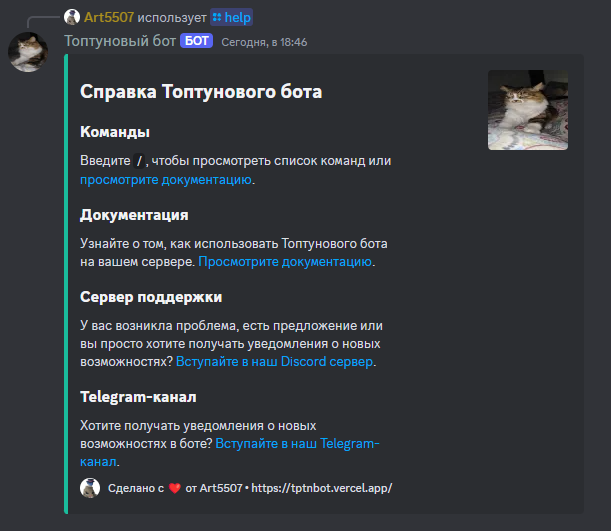 Art5507 использует help
Топтуновый бот БОТ Сегодня, в 18:46
Справка Топтунового бота
Команды
Введите /, чтобы просмотреть список команд или
просмотрите документацию.
Документация
Узнайте о том, как использовать Топтунового бота
на вашем сервере. Просмотрите документацию.
Сервер поддержки
У вас возникла проблема, есть предложение или
вы просто хотите получать уведомления о новых
возможностях? Вступайте в наш Discord сервер.
Telegram-канал
Хотите получать уведомления о новых
возможностях в боте? Вступайте в наш Telegram-
канал.
Сделано с ❤️ от Art5507 • https://tptnbot.vercel.app/